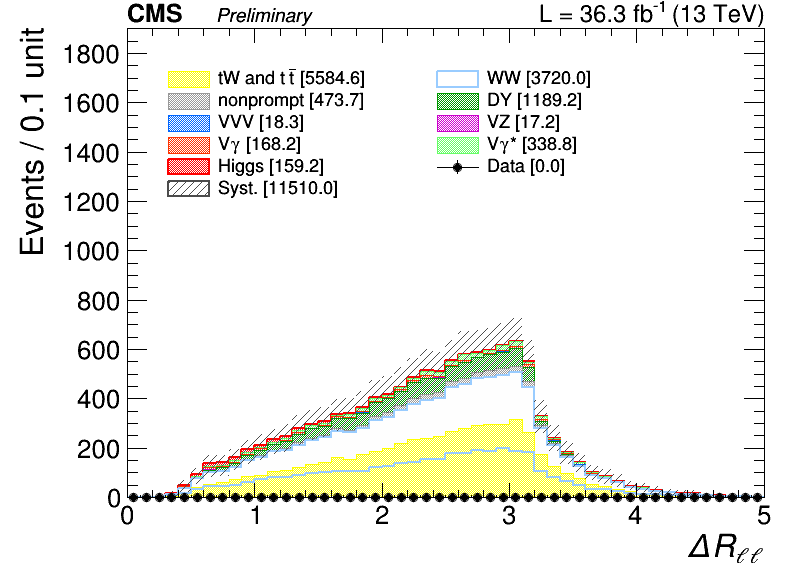 CMS Preliminary L = 36.3 fb⁻¹ (13 TeV)
Events / 0.1 unit
1800
1600
1400
1200
1000
800
600
400
200
0
tW and tt̄ [5584.6]
WW [3720.0]
nonprompt [473.7]
DY [1189.2]
VVV [18.3]
VZ [17.2]
Vγ [168.2]
Vγ* [338.8]
Higgs [159.2]
Data [0.0]
Syst. [11510.0]
0 1 2 3 4 5
ΔRℓℓ